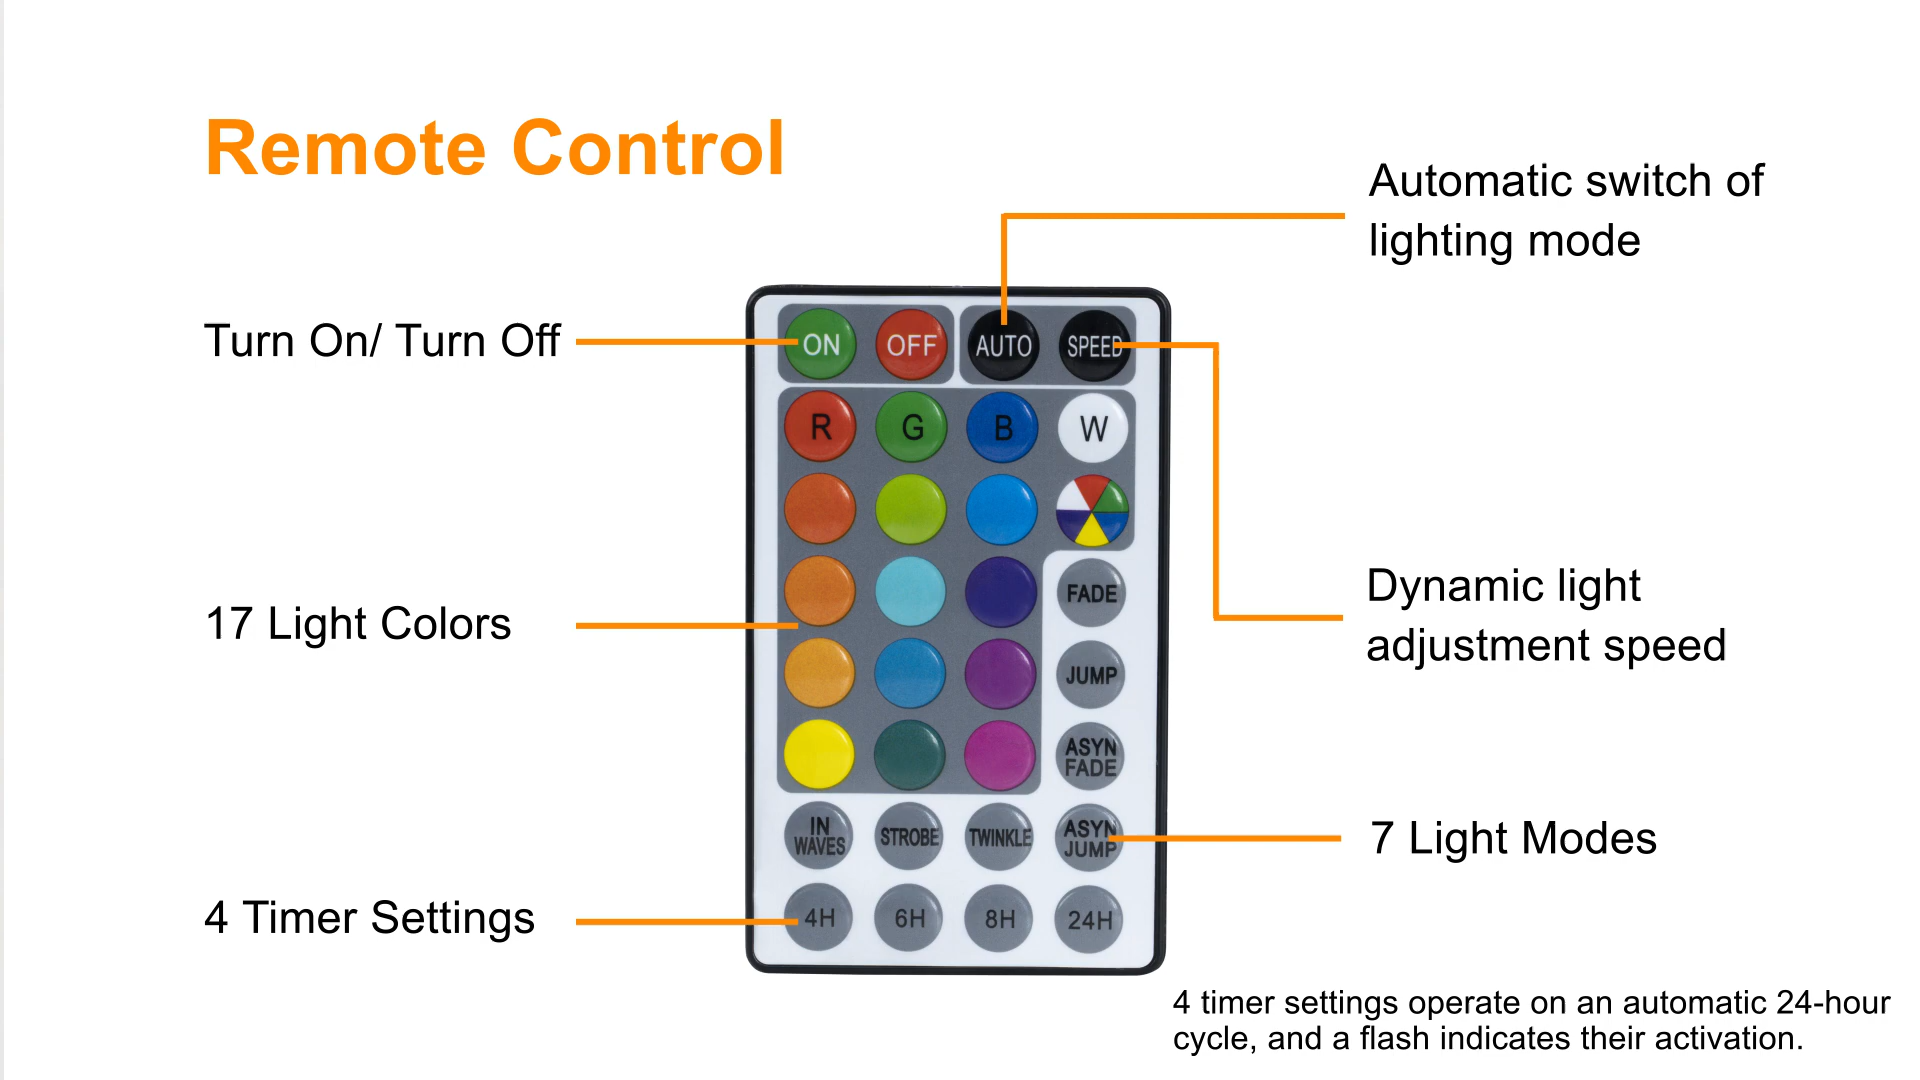 Remote Control
Automatic switch of
lighting mode
Turn On/ Turn Off
ON
OFF
AUTO
SPEED
R
G
B
W
17 Light Colors
FADE
Dynamic light
adjustment speed
JUMP
ASYN
FADE
IN
WAVES
STROBE
TWINKLE
ASYN
JUMP
7 Light Modes
4 Timer Settings
4H
6H
8H
24H
4 timer settings operate on an automatic 24-hour
cycle, and a flash indicates their activation.